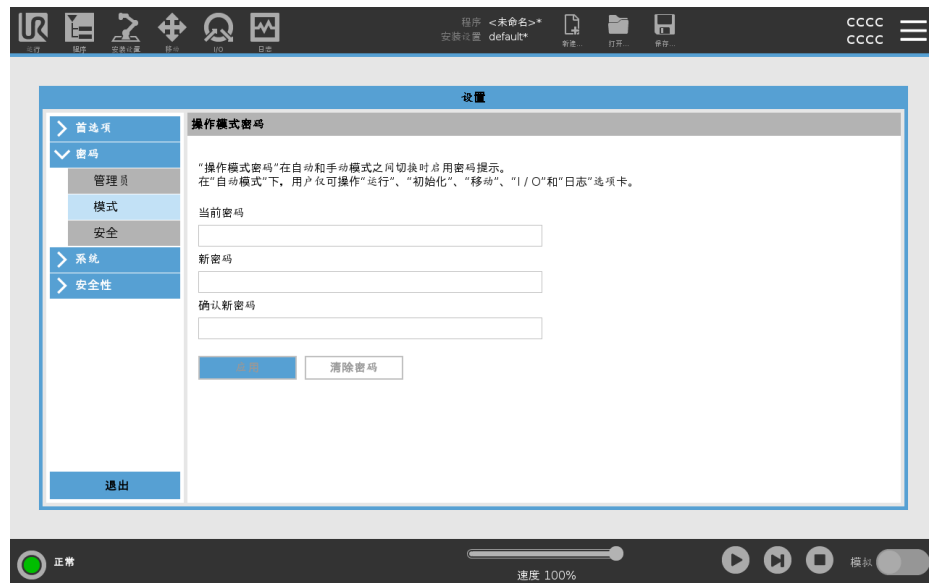 程序 <未命名>*
安装设置 default*
UR
运行
程序
安装设置
移动
I/O
日志
新建...
打开...
保存...
cccc
cccc
设置
首选项
密码
管理员
模式
安全
系统
安全性
退出
操作模式密码
"操作模式密码"在自动和手动模式之间切换时启用密码提示。
在"自动模式"下，用户仅可操作"运行"、"初始化"、"移动"、"I / O"和"日志"选项卡。
当前密码
新密码
确认新密码
应用
清除密码
正常
速度 100%
模拟